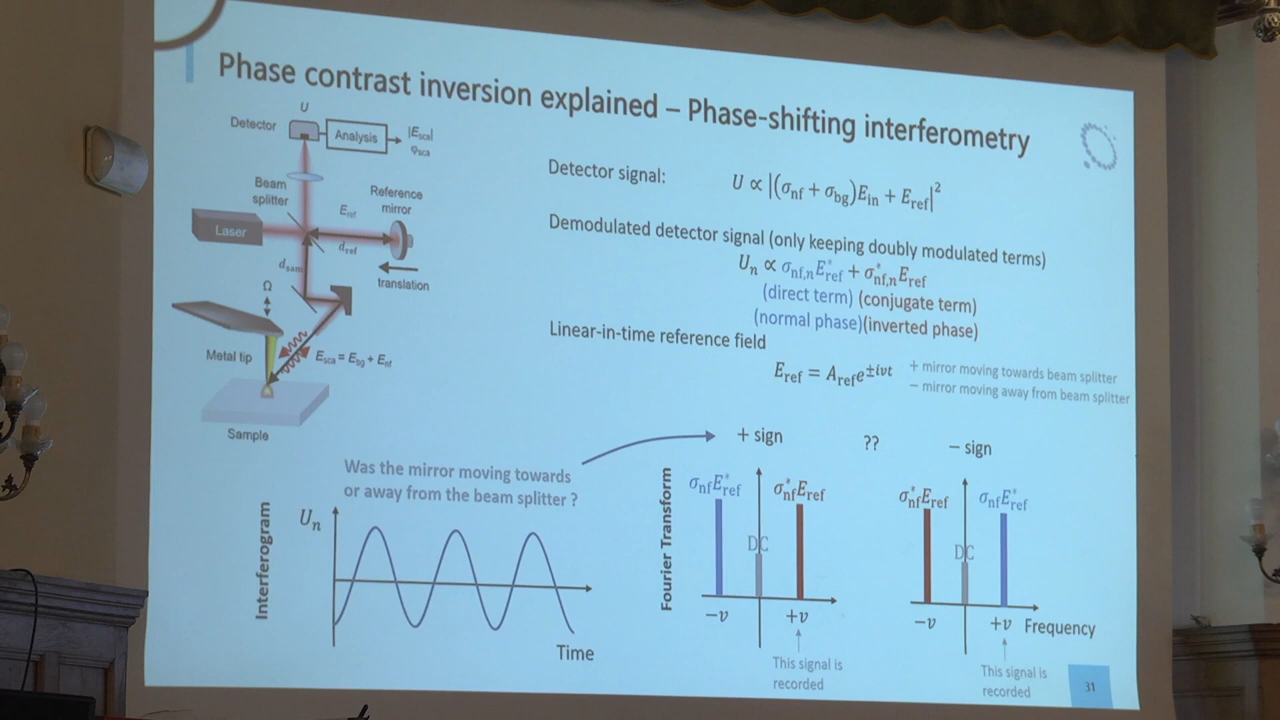 Phase contrast inversion explained – Phase-shifting interferometry
U
Detector
Analysis
|E_sca|
φ_sca
Beam
splitter
Reference
mirror
E_ref
Laser
d_ref
d_sam
translation
Ω
Metal tip
E_sca = E_bg + E_nf
Sample
Detector signal: U ∝ |(σ_nf + σ_bg)E_in + E_ref|²
Demodulated detector signal (only keeping doubly modulated terms)
U_n ∝ σ_nf,n E*_ref + σ*_nf,n E_ref
(direct term) (conjugate term)
(normal phase)(inverted phase)
Linear-in-time reference field
E_ref = A_ref e^{±ivt}
+ mirror moving towards beam splitter
− mirror moving away from beam splitter
Was the mirror moving towards
or away from the beam splitter ?
+ sign
??
− sign
Interferogram
U_n
Time
Fourier Transform
σ_nf E*_ref
σ*_nf E_ref
DC
−v
+v
This signal is
recorded
σ*_nf E_ref
σ_nf E*_ref
DC
−v
+v
Frequency
This signal is
recorded
31